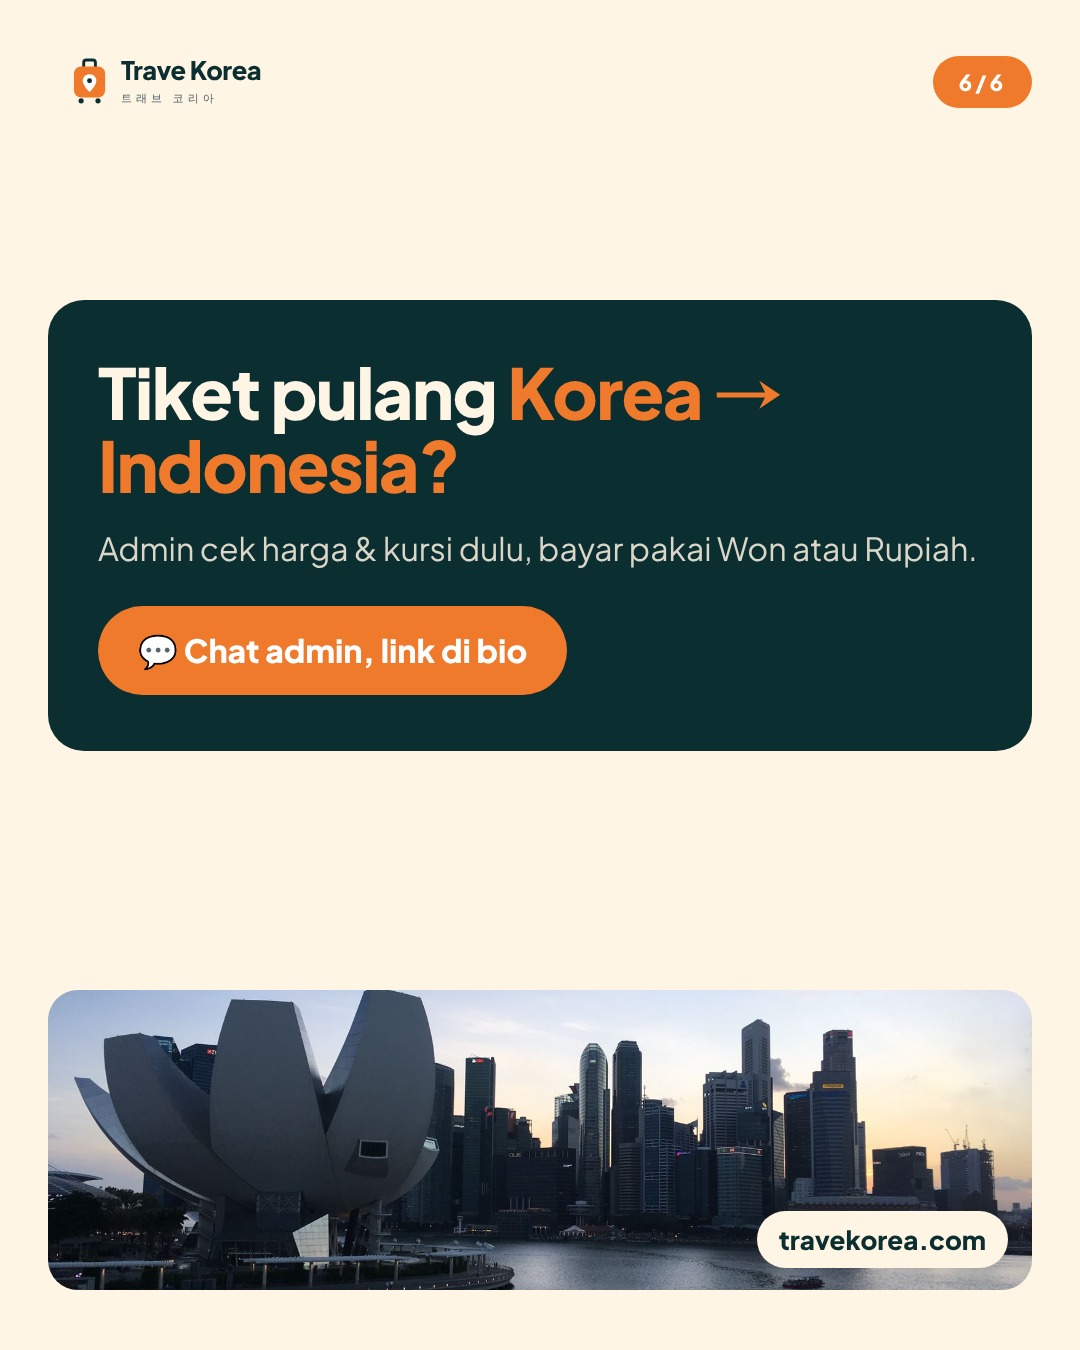 Trave Korea
트래브 코리아
6/6
Tiket pulang Korea →
Indonesia?
Admin cek harga & kursi dulu, bayar pakai Won atau Rupiah.
💬 Chat admin, link di bio
travekorea.com